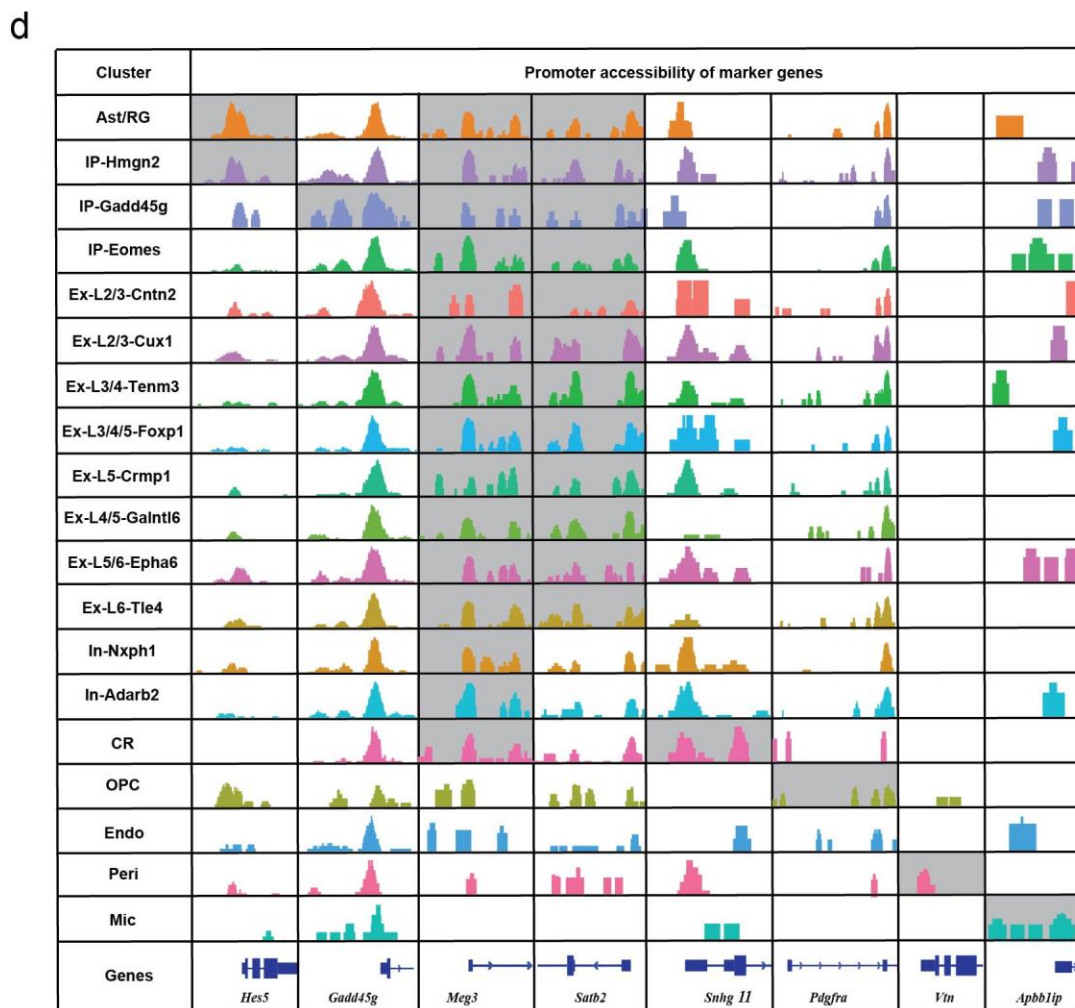 d
Cluster Promoter accessibility of marker genes
Ast/RG
IP-Hmgn2
IP-Gadd45g
IP-Eomes
Ex-L2/3-Cntn2
Ex-L2/3-Cux1
Ex-L3/4-Tenm3
Ex-L3/4/5-Foxp1
Ex-L5-Crmp1
Ex-L4/5-Galntl6
Ex-L5/6-Epha6
Ex-L6-Tle4
In-Nxph1
In-Adarb2
CR
OPC
Endo
Peri
Mic
Genes
Hes5 Gadd45g Meg3 Satb2 Snhg 11 Pdgfra Vtn Apbb1ip